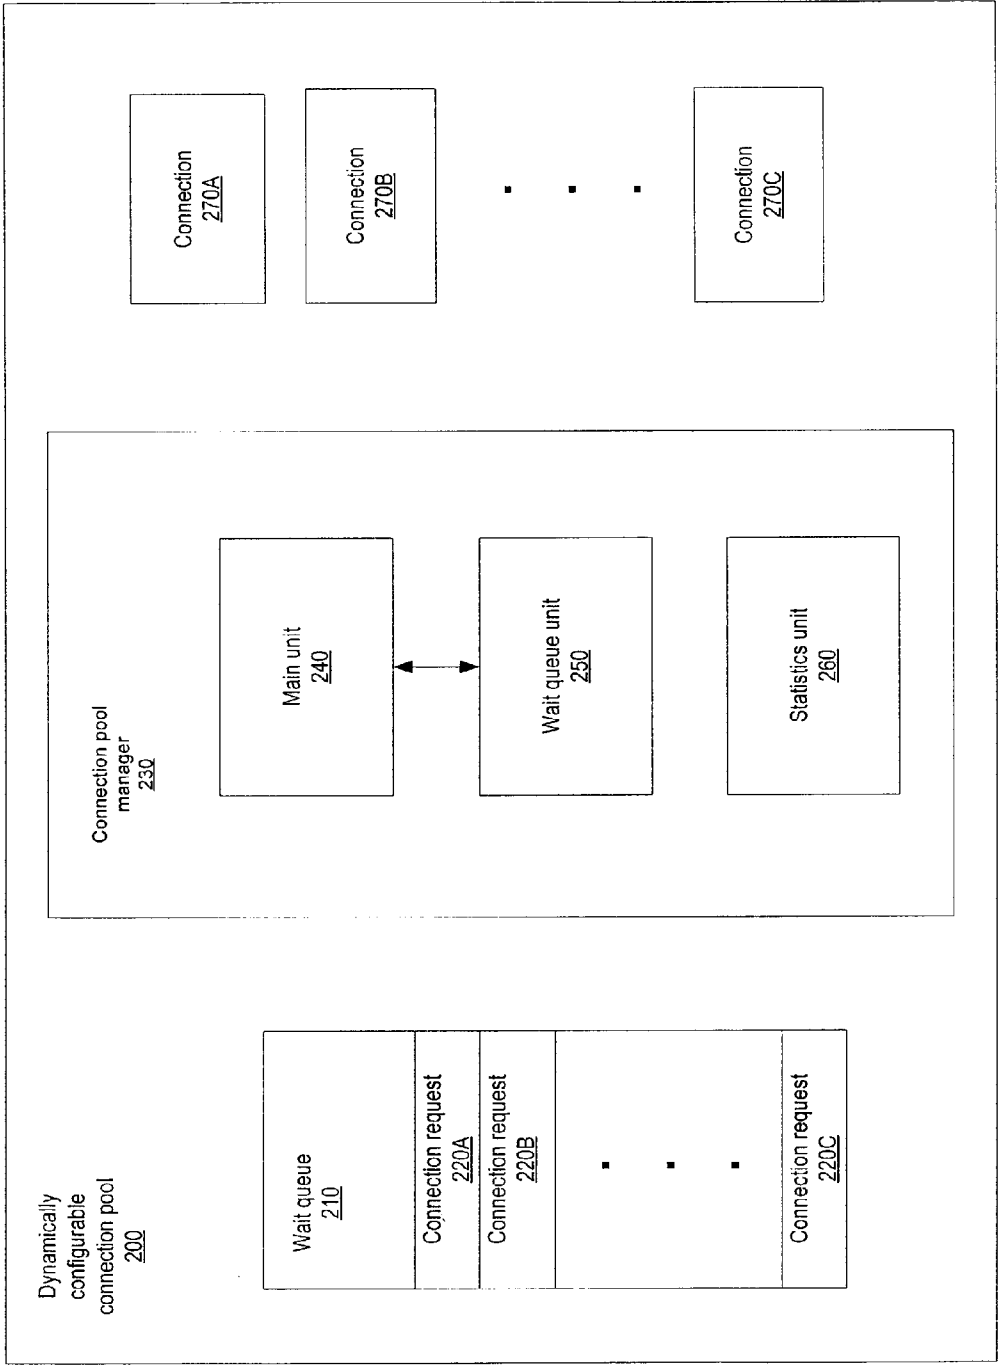 Dynamically
configurable
connection pool
200
Wait queue
210
Connection request
220A
Connection request
220B
Connection request
220C
Connection pool
manager
230
Main unit
240
Wait queue unit
250
Statistics unit
260
Connection
270A
Connection
270B
Connection
270C